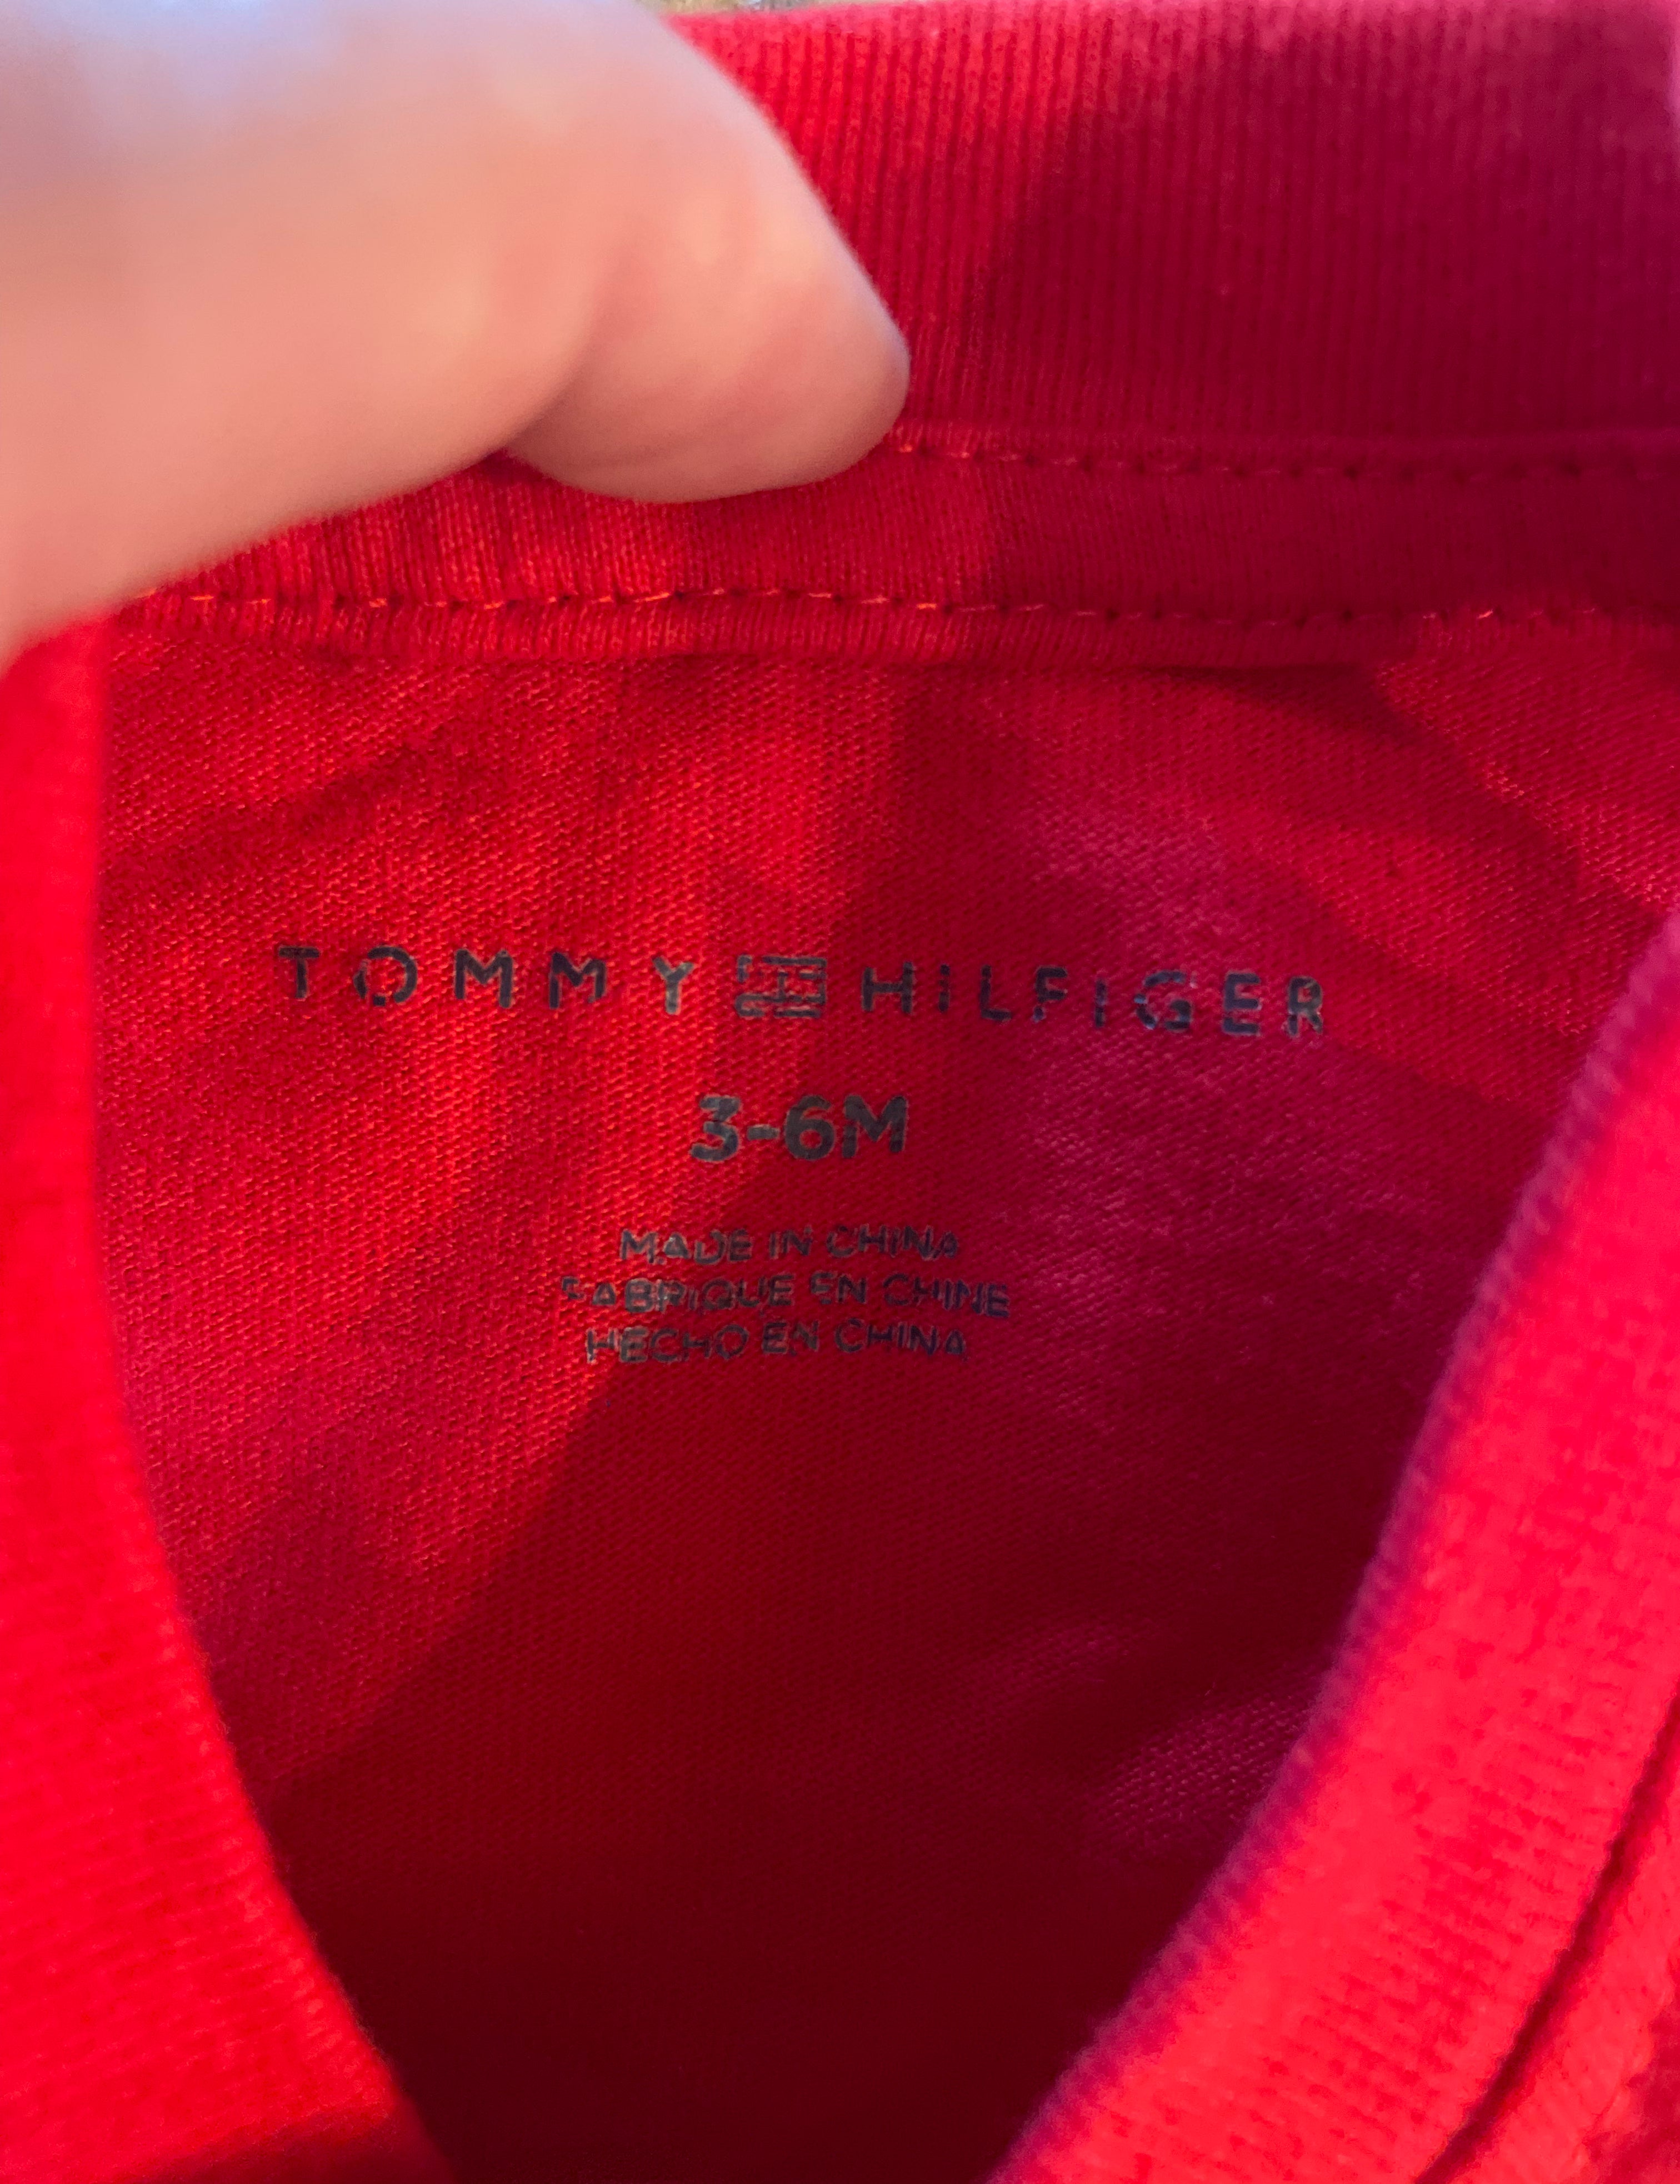 TOMMY HILFIGER
3-6M
MADE IN CHINA
FABRIQUE EN CHINE
HECHO EN CHINA